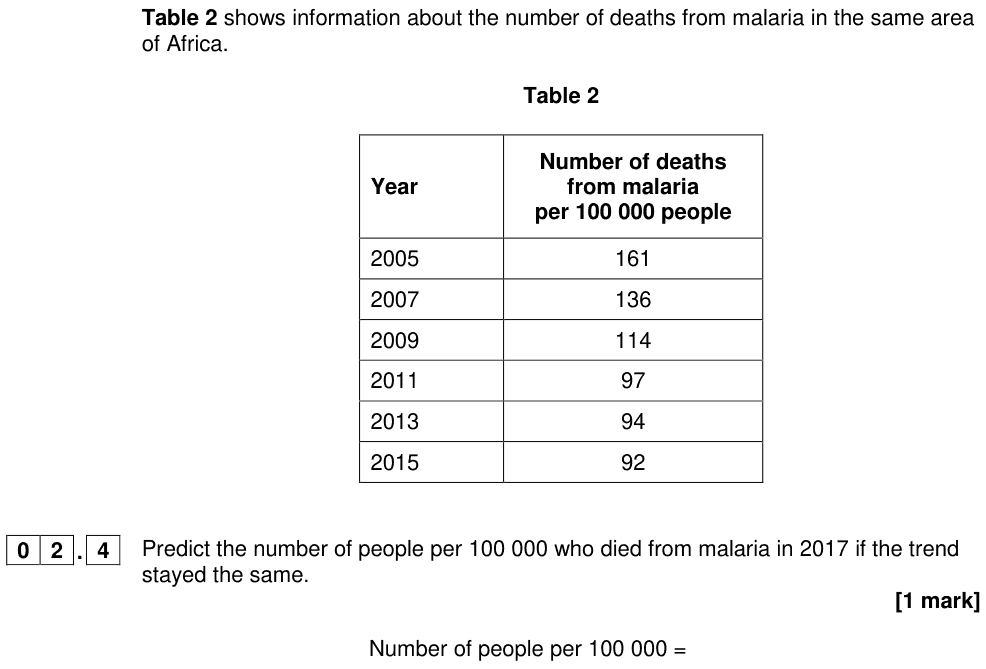 Table 2 shows information about the number of deaths from malaria in the same area
of Africa.
Table 2
Year
Number of deaths
from malaria
per 100 000 people
2005 161
2007 136
2009 114
2011 97
2013 94
2015 92
0 2 . 4 Predict the number of people per 100 000 who died from malaria in 2017 if the trend
stayed the same.
[1 mark]
Number of people per 100 000 =